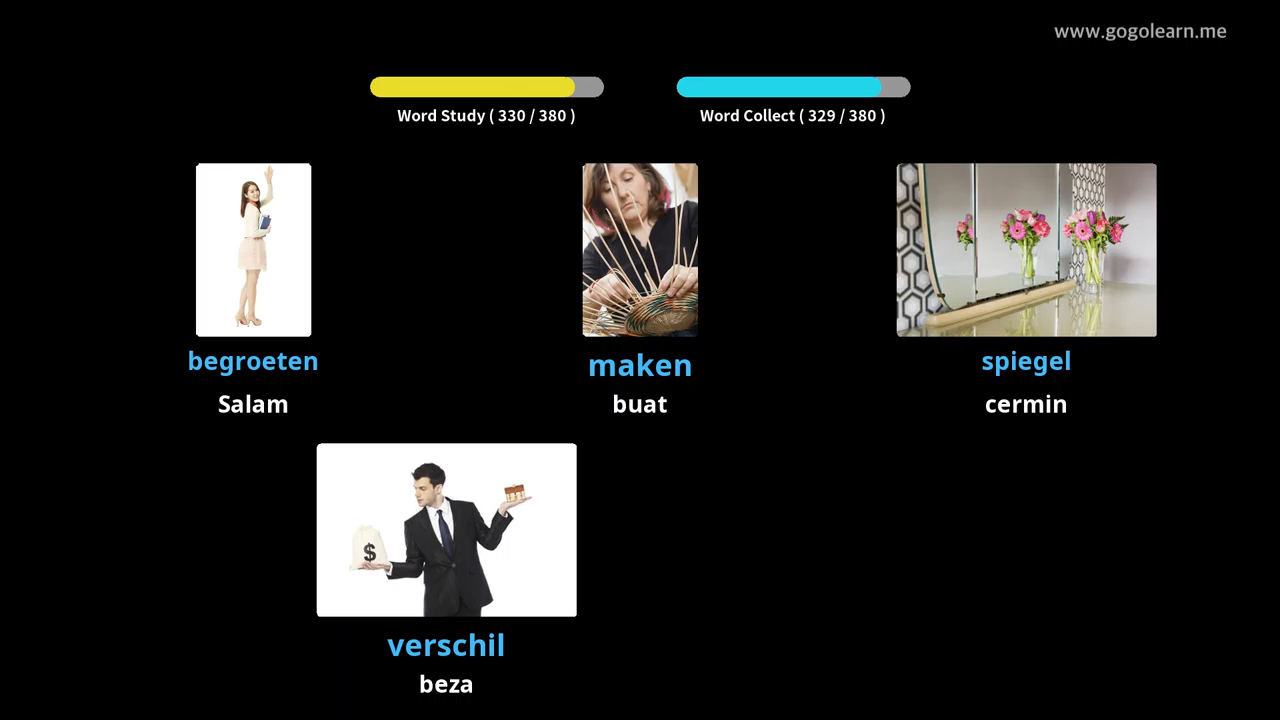 www.gogolearn.me
Word Study ( 330 / 380 )
Word Collect ( 329 / 380 )
begroeten
Salam
maken
buat
spiegel
cermin
$
verschil
beza